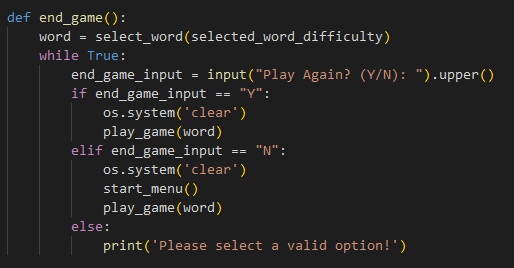 def end_game():
    word = select_word(selected_word_difficulty)
    while True:
        end_game_input = input("Play Again? (Y/N): ").upper()
        if end_game_input == "Y":
            os.system('clear')
            play_game(word)
        elif end_game_input == "N":
            os.system('clear')
            start_menu()
            play_game(word)
        else:
            print('Please select a valid option!')